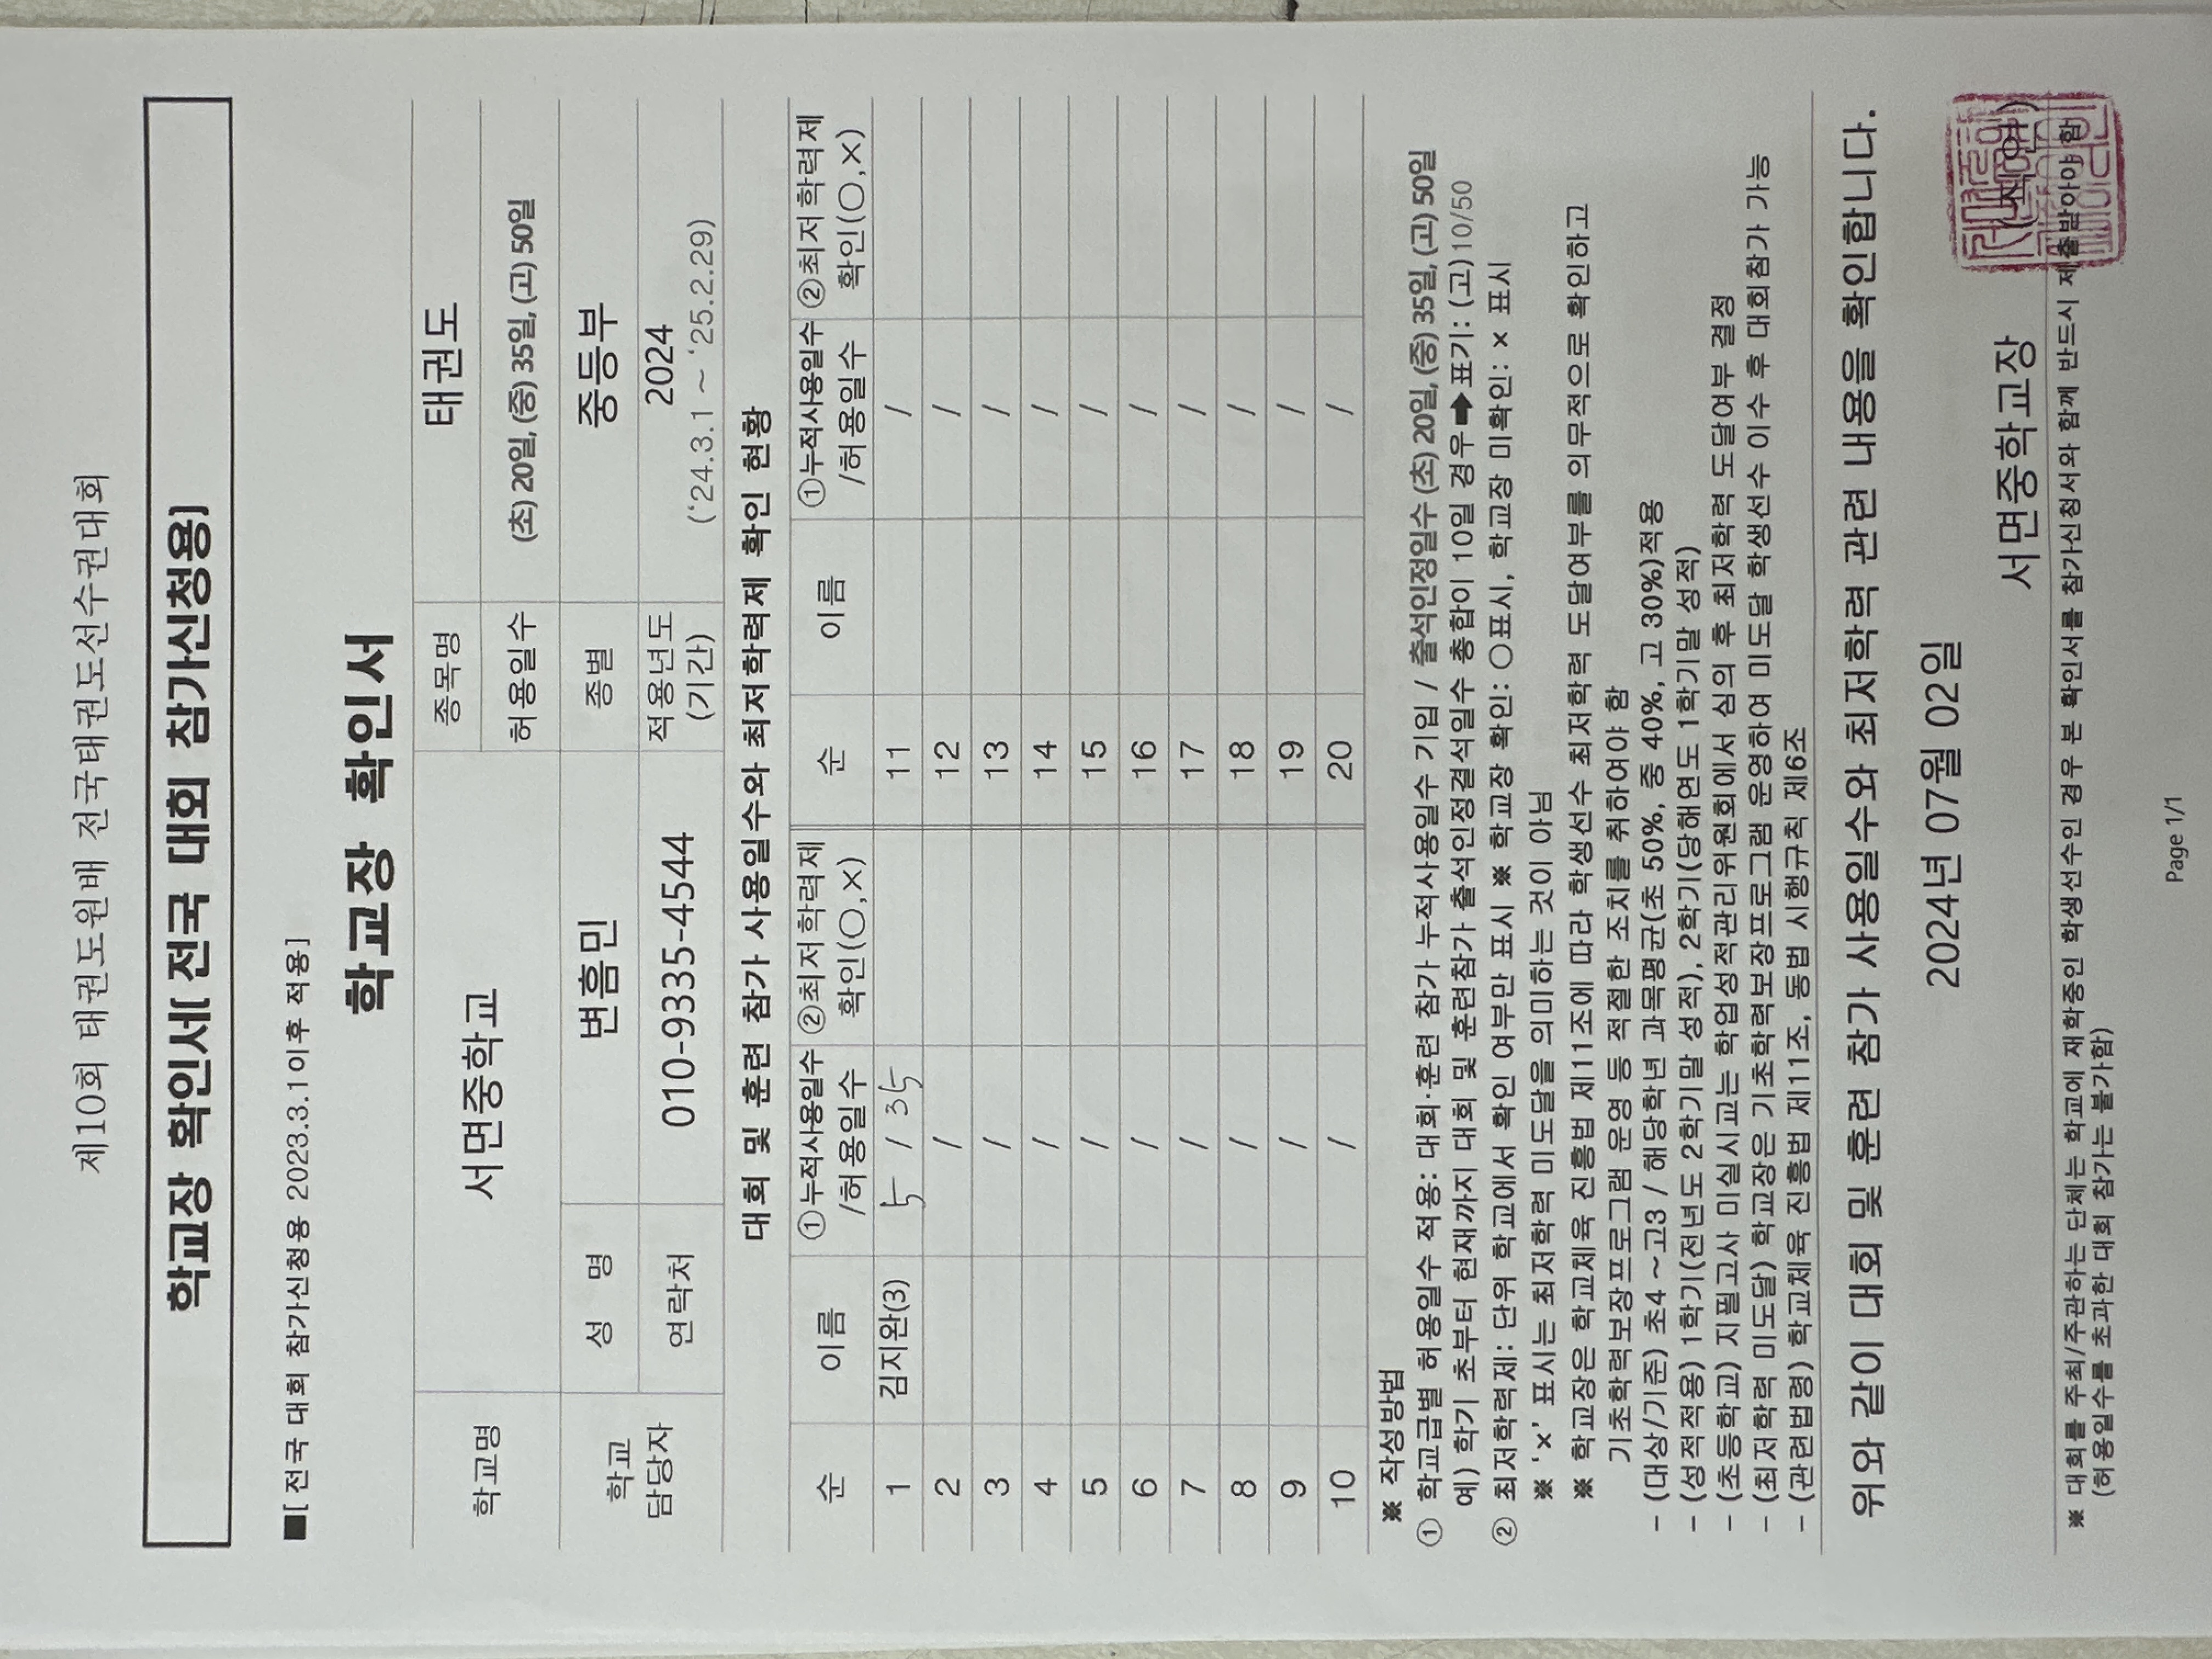 제10회 태권도원배 전국태권도선수권대회
학교장 확인서[전국 대회 참가신청용]
■[전국 대회 참가신청용 2023.3.1이후 적용]
학교장 확인서
학교명 서면중학교 종목명 태권도
허용일수 (초) 20일, (중) 35일, (고) 50일
학교 담당자 성 명 변흠민 종별 중등부
연락처 010-9335-4544 적용년도 (기간) 2024
('24.3.1 ~ '25.2.29)
대회 및 훈련 참가 사용일수와 최저학력제 확인 현황
순 이름 ①누적사용일수 /허용일수 ②최저학력제 확인(○,×) 순 이름 ①누적사용일수 /허용일수 ②최저학력제 확인(○,×)
1 김지완(3) 5 / 35 11 /
2 / 12 /
3 / 13 /
4 / 14 /
5 / 15 /
6 / 16 /
7 / 17 /
8 / 18 /
9 / 19 /
10 / 20 /
※ 작성방법
① 학교급별 허용일수 적용: 대회·훈련 참가 누적사용일수 기입 / 출석인정일수 (초) 20일, (중) 35일, (고) 50일
예) 학기 초부터 현재까지 대회 및 훈련참가 출석인정결석일수 총합이 10일 경우➡표기: (고)10/50
② 최저학력제: 단위 학교에서 확인 여부만 표시 ※ 학교장 확인: ○표시, 학교장 미확인: × 표시
※ '×' 표시는 최저학력 미도달을 의미하는 것이 아님
※ 학교장은 학교체육 진흥법 제11조에 따라 학생선수 최저학력 도달여부를 의무적으로 확인하고
기초학력보장프로그램 운영 등 적절한 조치를 취하여야 함
- (대상/기준) 초4 ~고3 / 해당학년 과목평균(초 50%, 중 40%, 고 30%)적용
- (성적적용) 1학기(전년도 2학기말 성적), 2학기(당해연도 1학기말 성적)
- (초등학교) 지필고사 미실시교는 학업성적관리위원회에서 심의 후 최저학력 도달여부 결정
- (최저학력 미도달) 학교장은 기초학력보장프로그램 운영하여 미도달 학생선수 이수 후 대회참가 가능
- (관련법령) 학교체육 진흥법 제11조, 동법 시행규칙 제6조
위와 같이 대회 및 훈련 참가 사용일수와 최저학력 관련 내용을 확인합니다.
2024년 07월 02일
서면중학교장 (직인)
※ 대회를 주최/주관하는 단체는 학교에 재학중인 학생선수인 경우 본 확인서를 참가신청서와 함께 반드시 제출받아야 함
(허용일수를 초과한 대회 참가는 불가함)
Page 1/1